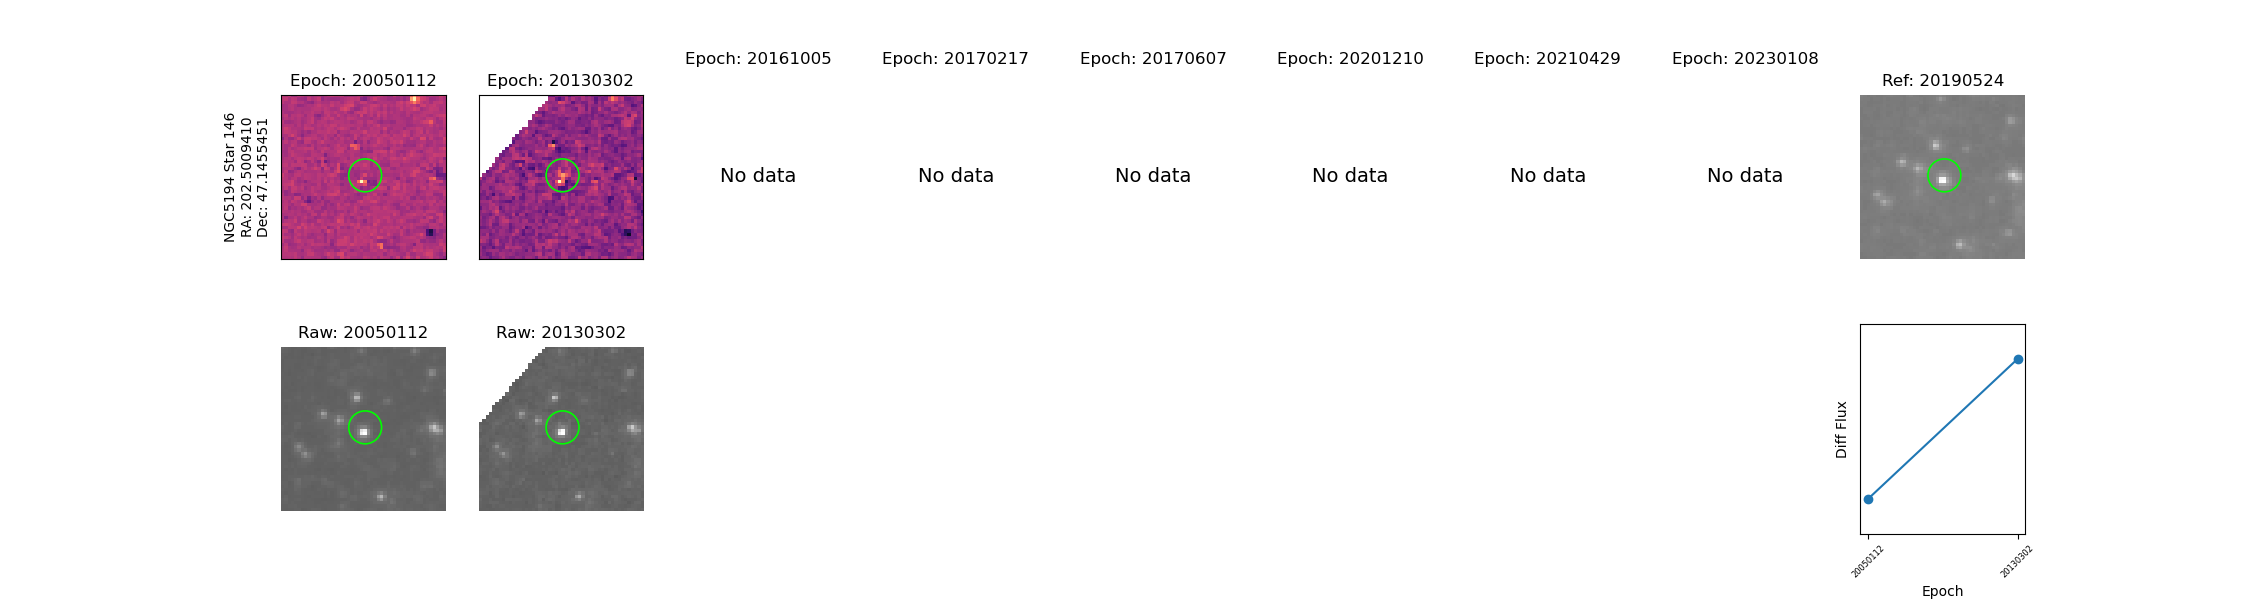 Epoch: 20050112
Epoch: 20130302
Epoch: 20161005
Epoch: 20170217
Epoch: 20170607
Epoch: 20201210
Epoch: 20210429
Epoch: 20230108
Ref: 20190524
NGC5194 Star 146
RA: 202.5009410
Dec: 47.1455451
No data
No data
No data
No data
No data
No data
Raw: 20050112
Raw: 20130302
Diff Flux
20050112
20130302
Epoch